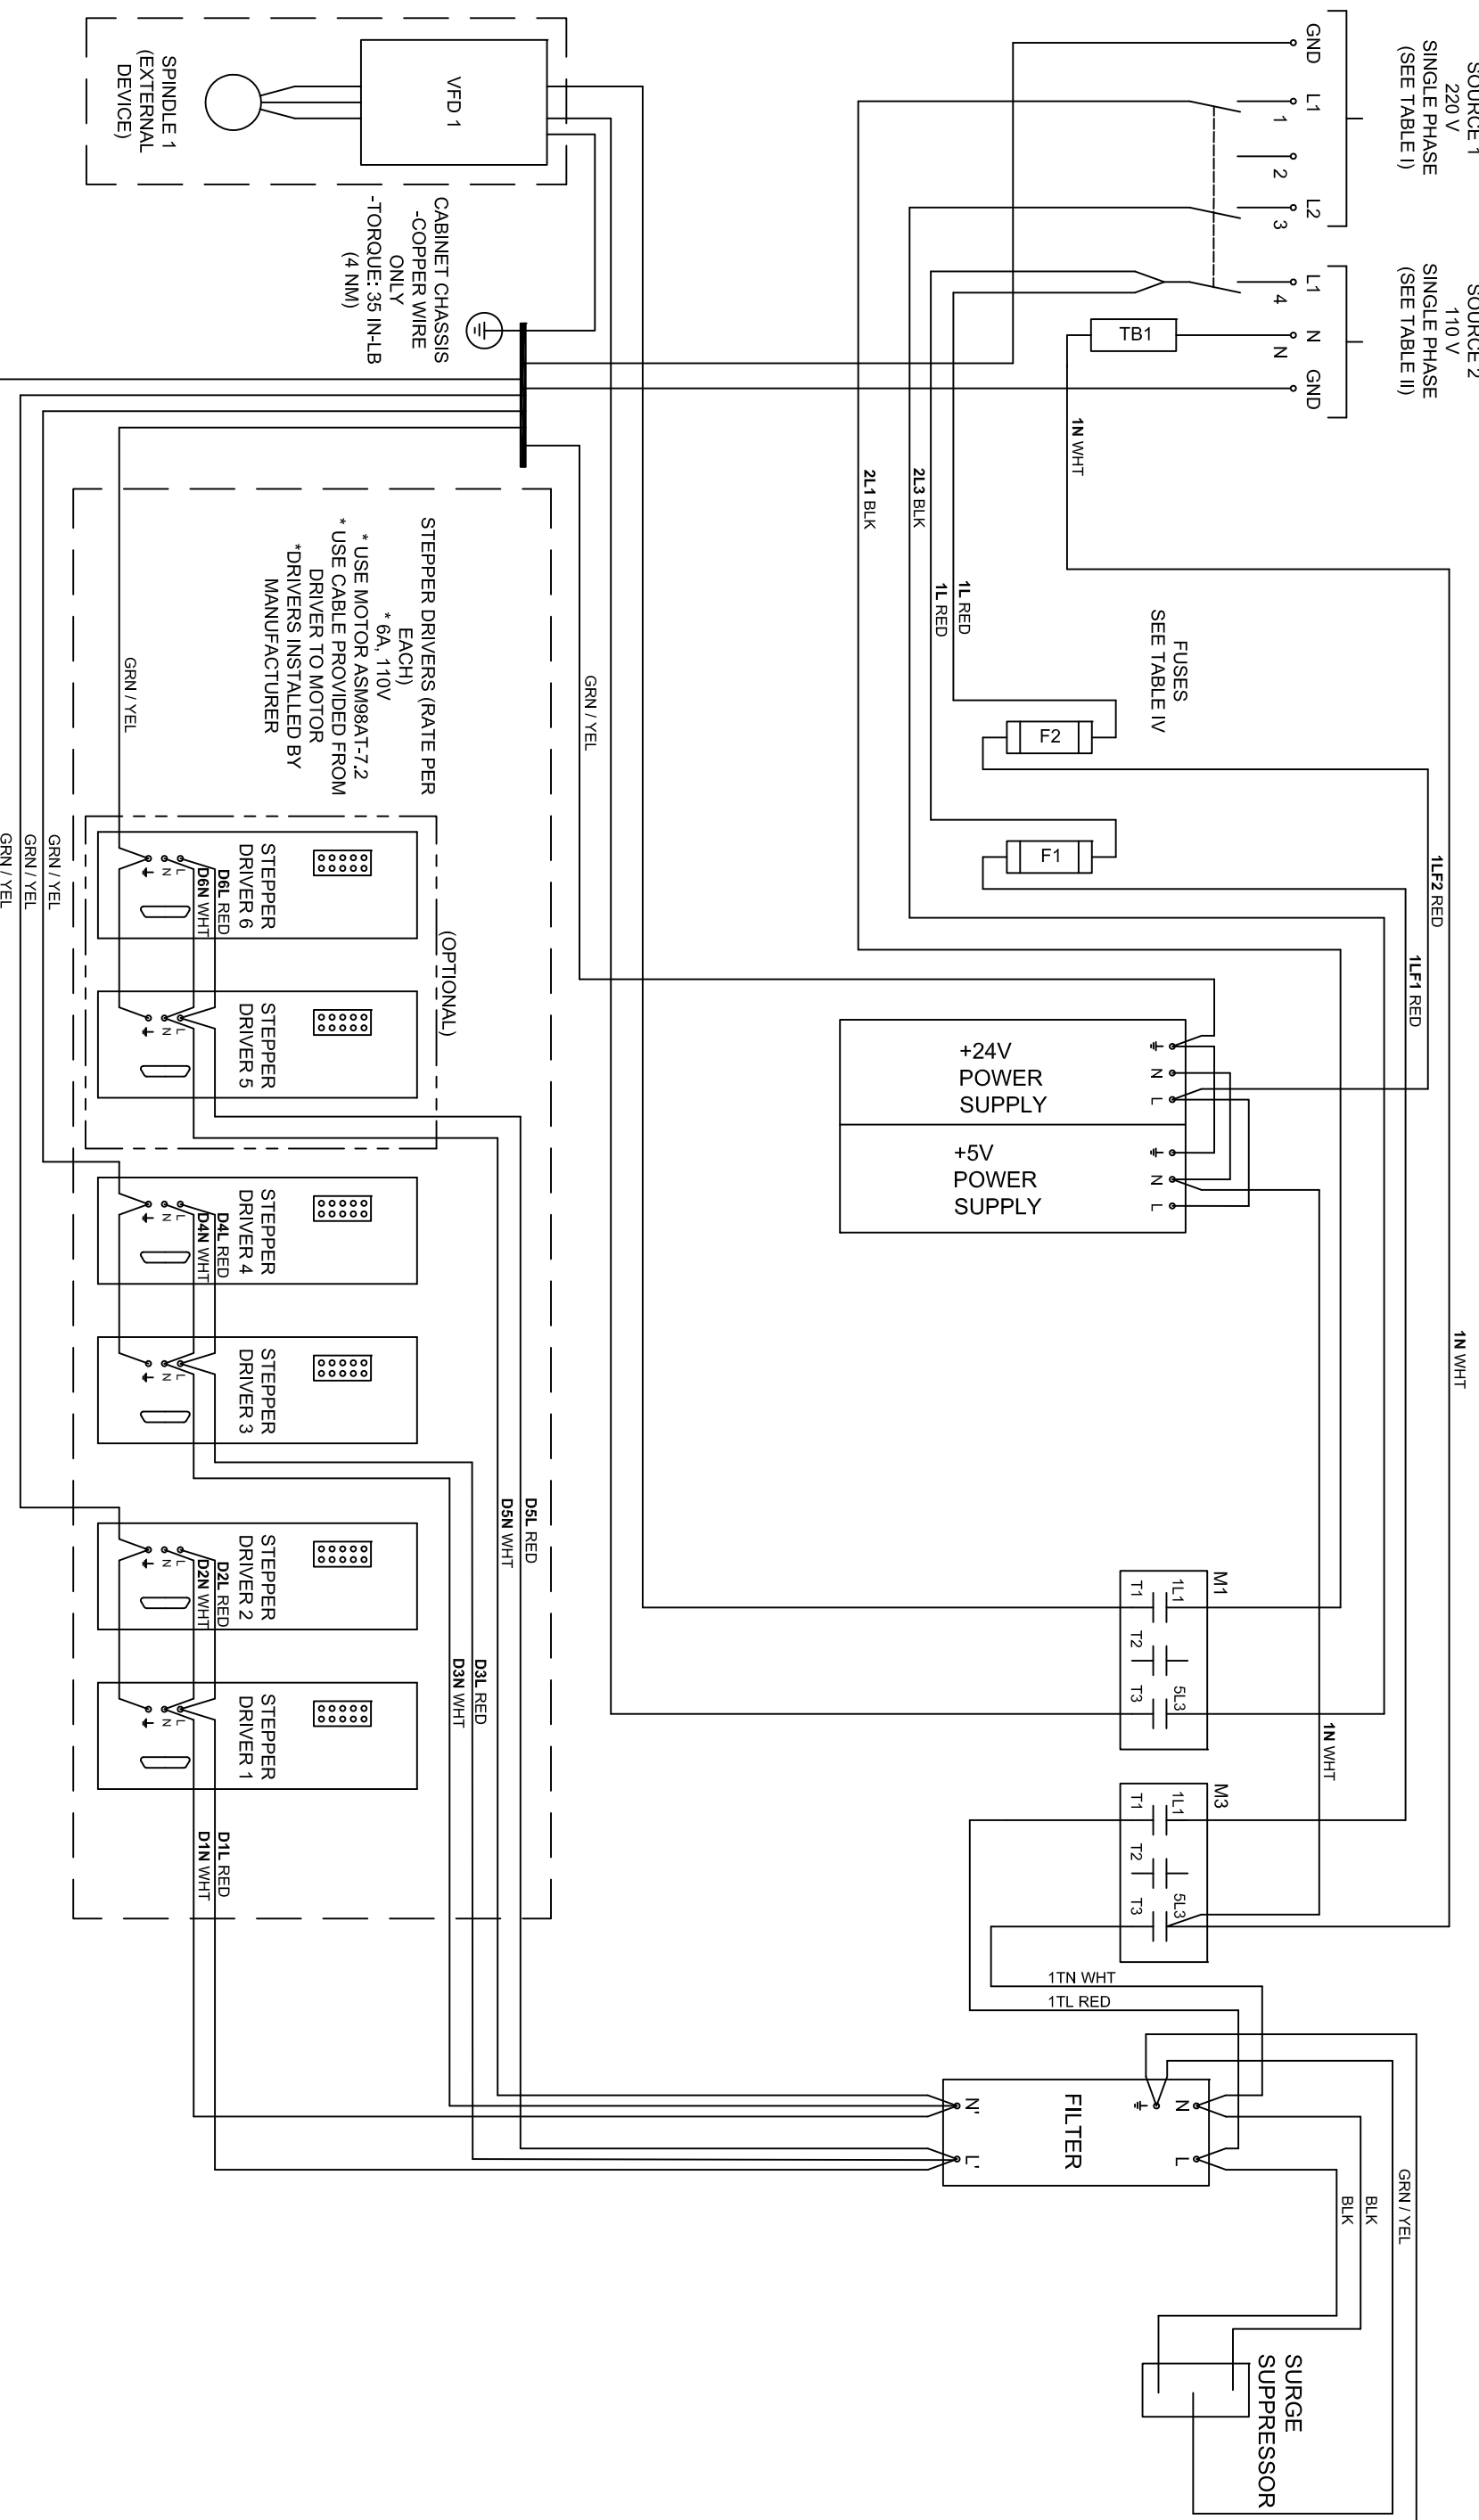 SOURCE 1
220 V
SINGLE PHASE
(SEE TABLE I)
GND
L1
L2
1
2
3
SOURCE 2
110 V
SINGLE PHASE
(SEE TABLE II)
L1
N
GND
4
N
TB1
1N WHT
2L1 BLK
2L3 BLK
1L RED
1L RED
FUSES
SEE TABLE IV
F2
F1
1LF2 RED
1LF1 RED
1N WHT
VFD 1
SPINDLE 1
(EXTERNAL
DEVICE)
CABINET CHASSIS
-COPPER WIRE
ONLY
-TORQUE: 35 IN-LB
(4 NM)
GRN / YEL
GRN / YEL
GRN / YEL
GRN / YEL
GRN / YEL
STEPPER DRIVERS (RATE PER
EACH)
* 6A, 110V
* USE MOTOR ASM98AT-7.2
* USE CABLE PROVIDED FROM
DRIVER TO MOTOR
*DRIVERS INSTALLED BY
MANUFACTURER
(OPTIONAL)
STEPPER
DRIVER 6
L
N
D6L RED
D6N WHT
STEPPER
DRIVER 5
L
N
STEPPER
DRIVER 4
L
N
D4L RED
D4N WHT
STEPPER
DRIVER 3
L
N
STEPPER
DRIVER 2
L
N
D2L RED
D2N WHT
STEPPER
DRIVER 1
L
N
D5L RED
D5N WHT
D3L RED
D3N WHT
D1L RED
D1N WHT
+24V
POWER
SUPPLY
N
L
+5V
POWER
SUPPLY
N
L
M1
1L1
5L3
T1
T2
T3
1N WHT
M3
1L1
5L3
T1
T2
T3
1TN WHT
1TL RED
FILTER
N
L
N'
L'
GRN / YEL
BLK
BLK
SURGE
SUPPRESSOR